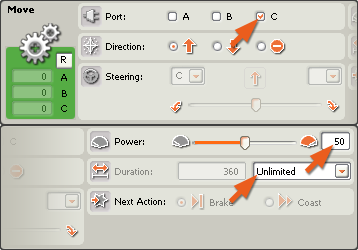 Move
Port: A B C
R
Direction:
0 A
Steering: C
0 B
0 C
C
Power: 50
Duration: 360 Unlimited
Next Action: Brake Coast